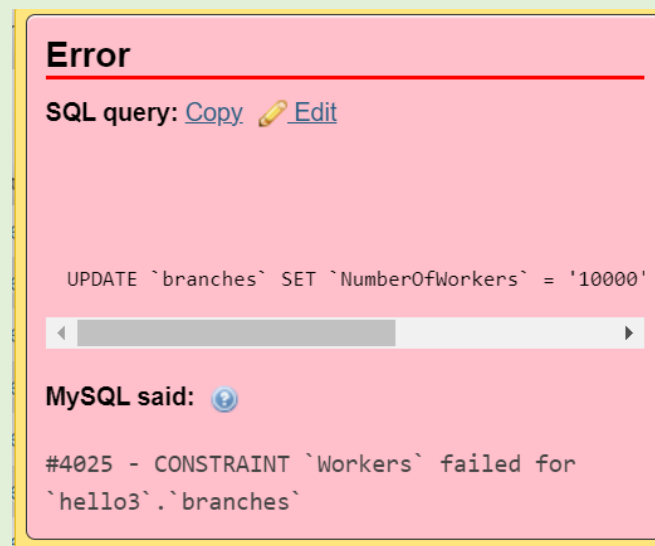 Error
SQL query: Copy Edit
UPDATE `branches` SET `NumberOfWorkers` = '10000'
MySQL said:
#4025 - CONSTRAINT `Workers` failed for
`hello3`.`branches`